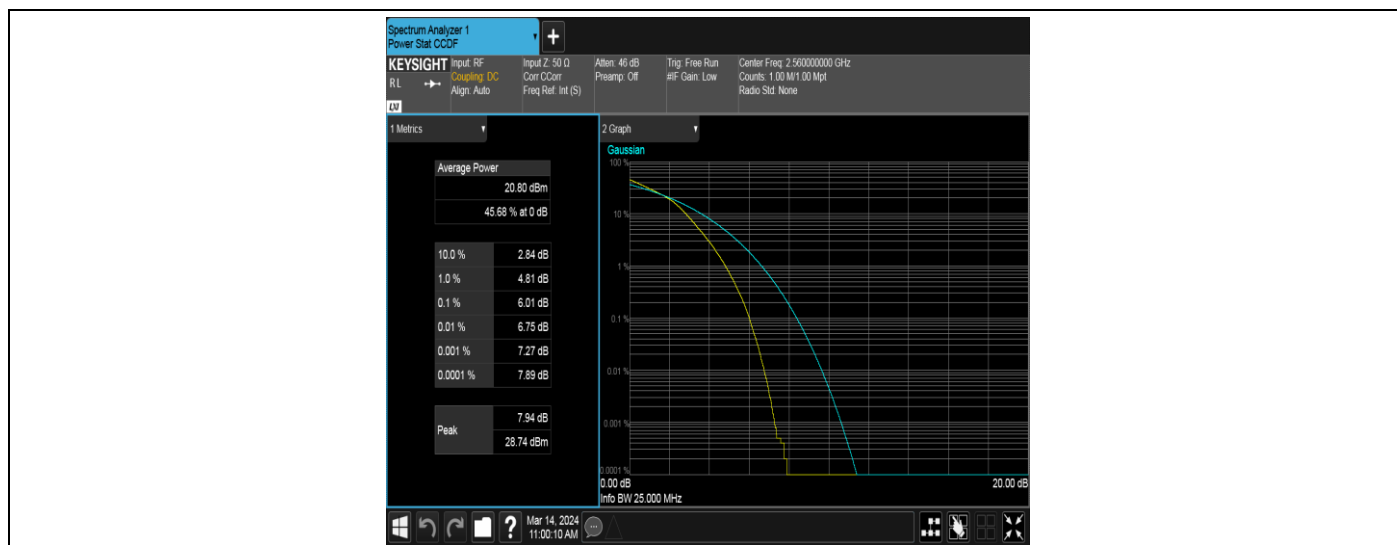 Spectrum Analyzer 1
Power Stat CCDF
+
KEYSIGHT
R L
LXI
Input: RF
Coupling: DC
Align: Auto
Input Z: 50 Ω
Corr CCorr
Freq Ref: Int (S)
Atten: 46 dB
Preamp: Off
Trig: Free Run
#IF Gain: Low
Center Freq: 2.560000000 GHz
Counts: 1.00 M/1.00 Mpt
Radio Std: None
1 Metrics
Average Power
20.80 dBm
45.68 % at 0 dB
10.0 % 2.84 dB
1.0 % 4.81 dB
0.1 % 6.01 dB
0.01 % 6.75 dB
0.001 % 7.27 dB
0.0001 % 7.89 dB
Peak
7.94 dB
28.74 dBm
2 Graph
Gaussian
100 %
10 %
1 %
0.1 %
0.01 %
0.001 %
0.0001 %
0.00 dB 20.00 dB
Info BW 25.000 MHz
?
Mar 14, 2024
11:00:10 AM